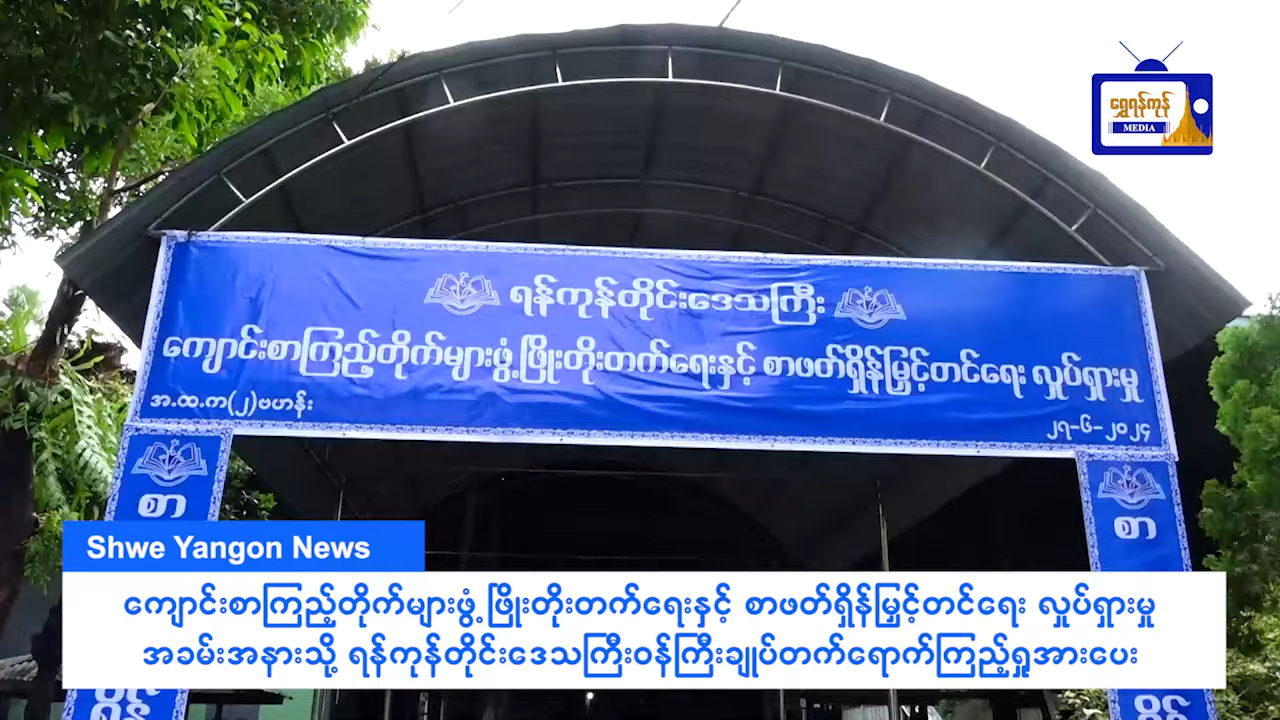 ရွှေရန်ကုန်
MEDIA
ရန်ကုန်တိုင်းဒေသကြီး
ကျောင်းစာကြည့်တိုက်များဖွံ့ဖြိုးတိုးတက်ရေးနှင့် စာဖတ်ရှိန်မြှင့်တင်ရေး လှုပ်ရှားမှု
အ.ထ.က(၂)ဗဟန်း
၂၇-၆-၂၀၂၄
စာ
စာ
Shwe Yangon News
ကျောင်းစာကြည့်တိုက်များဖွံ့ဖြိုးတိုးတက်ရေးနှင့် စာဖတ်ရှိန်မြှင့်တင်ရေး လှုပ်ရှားမှု
အခမ်းအနားသို့ ရန်ကုန်တိုင်းဒေသကြီးဝန်ကြီးချုပ်တက်ရောက်ကြည့်ရှုအားပေး